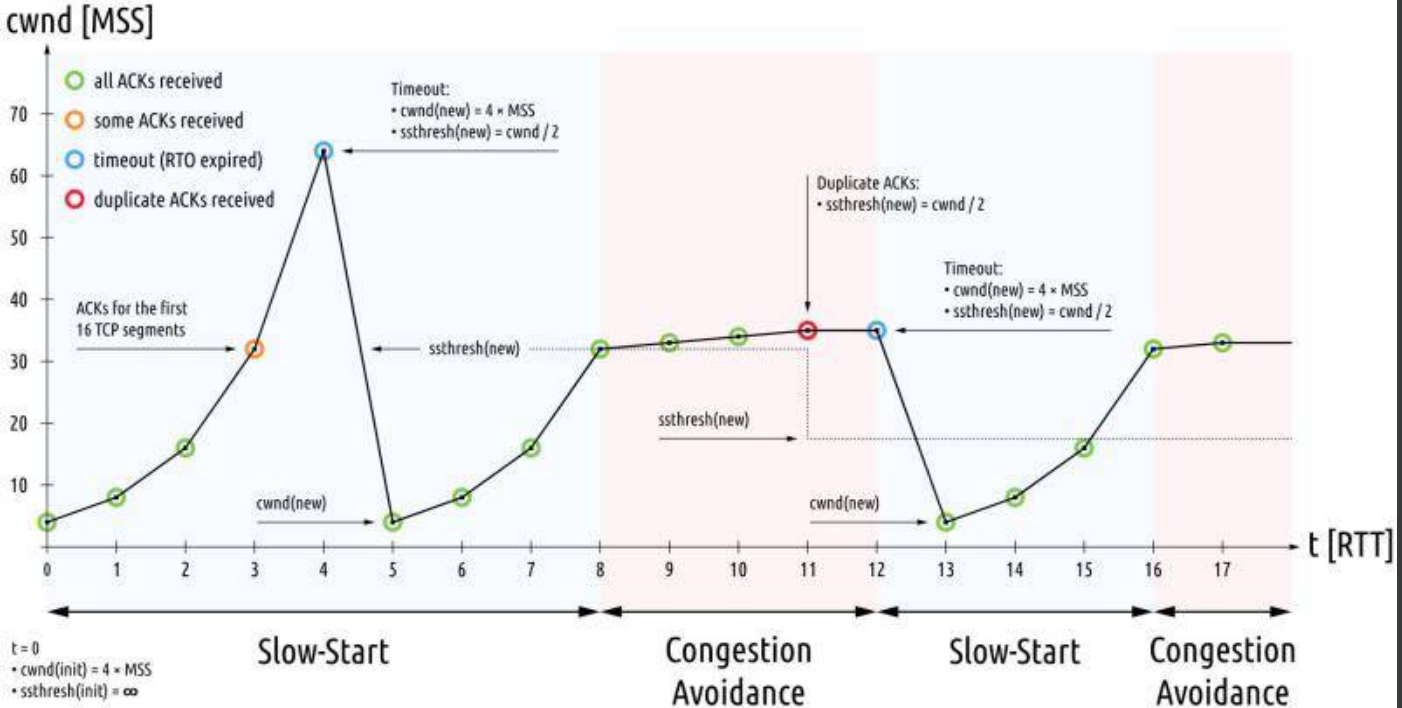 cwnd [MSS]
all ACKs received
some ACKs received
timeout (RTO expired)
duplicate ACKs received
Timeout:
• cwnd(new) = 4 × MSS
• ssthresh(new) = cwnd / 2
Duplicate ACKs:
• ssthresh(new) = cwnd / 2
Timeout:
• cwnd(new) = 4 × MSS
• ssthresh(new) = cwnd / 2
ACKs for the first
16 TCP segments
ssthresh(new)
ssthresh(new)
cwnd(new)
cwnd(new)
70
60
50
40
30
20
10
0 1 2 3 4 5 6 7 8 9 10 11 12 13 14 15 16 17
t [RTT]
Slow-Start
Congestion
Avoidance
Slow-Start
Congestion
Avoidance
t = 0
• cwnd(init) = 4 × MSS
• ssthresh(init) = ∞